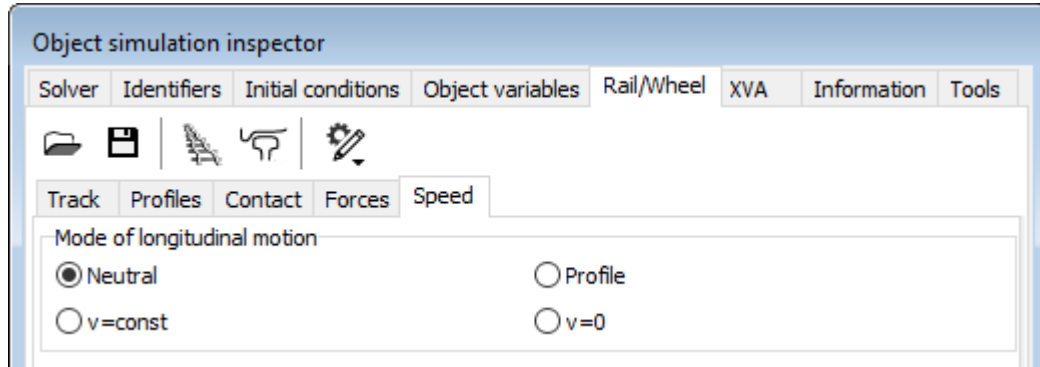 Object simulation inspector
Solver Identifiers Initial conditions Object variables Rail/Wheel XVA Information Tools
Track Profiles Contact Forces Speed
Mode of longitudinal motion
Neutral Profile
v=const v=0